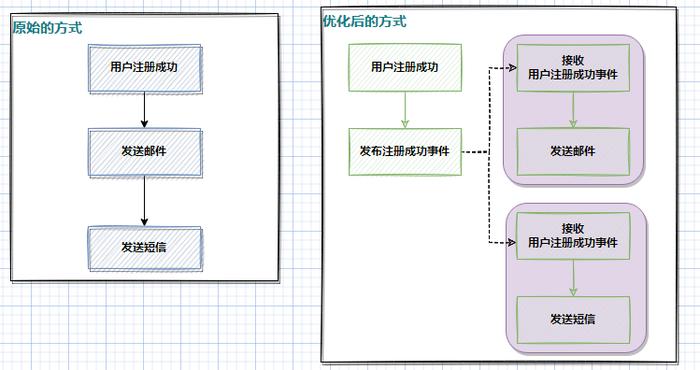 原始的方式
用户注册成功
发送邮件
发送短信
优化后的方式
用户注册成功
发布注册成功事件
接收
用户注册成功事件
发送邮件
接收
用户注册成功事件
发送短信